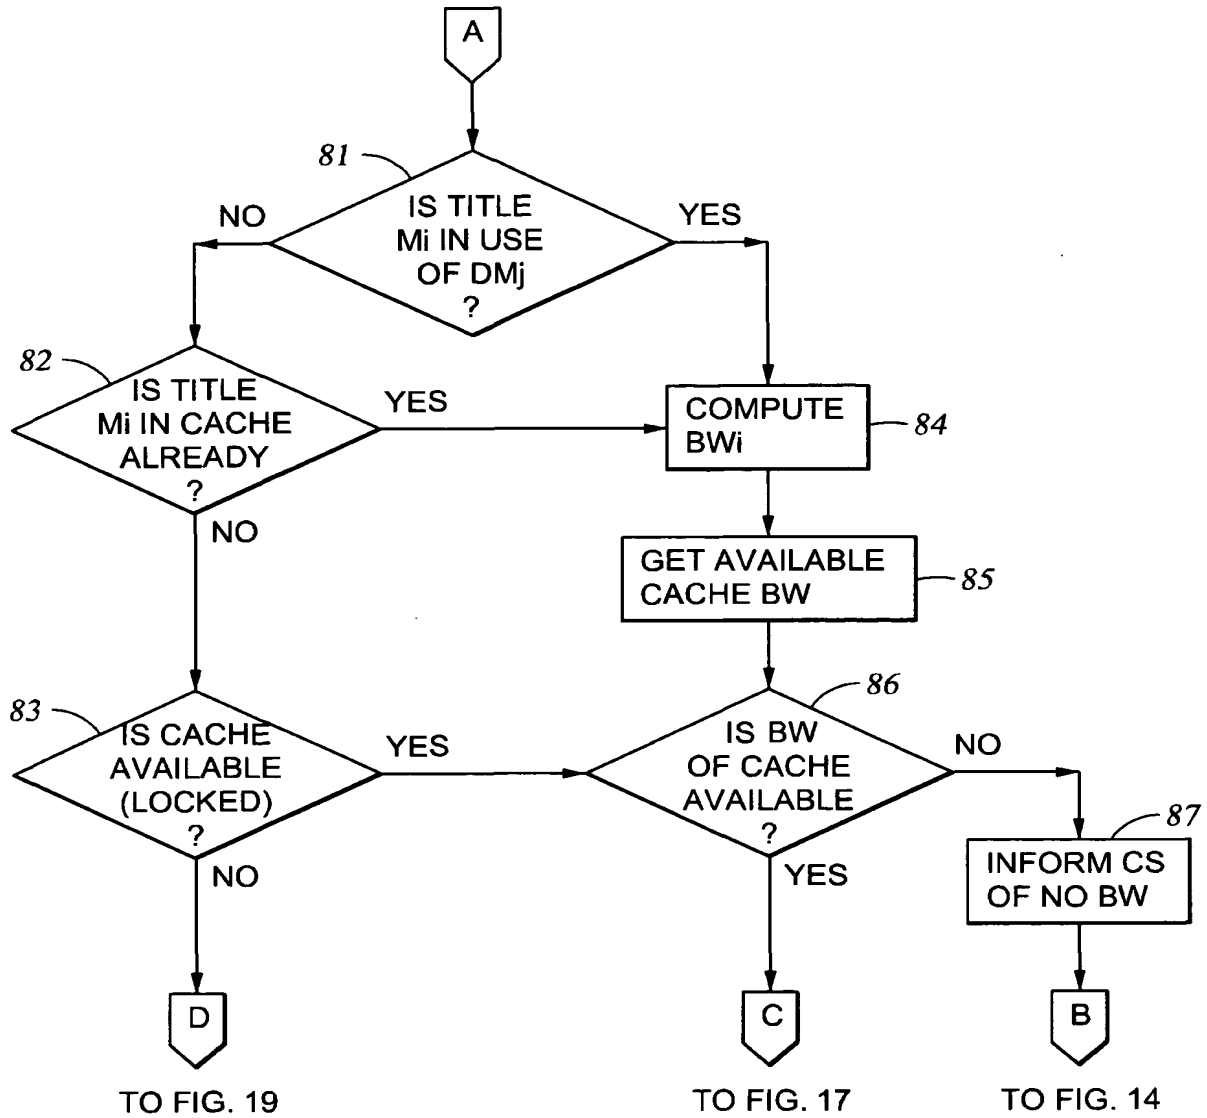 A
81
IS TITLE
Mi IN USE
OF DMj
?
NO
YES
82
IS TITLE
Mi IN CACHE
ALREADY
?
YES
NO
COMPUTE
BWi
84
GET AVAILABLE
CACHE BW
85
83
IS CACHE
AVAILABLE
(LOCKED)
?
YES
NO
86
IS BW
OF CACHE
AVAILABLE
?
NO
YES
87
INFORM CS
OF NO BW
D
C
B
TO FIG. 19
TO FIG. 17
TO FIG. 14